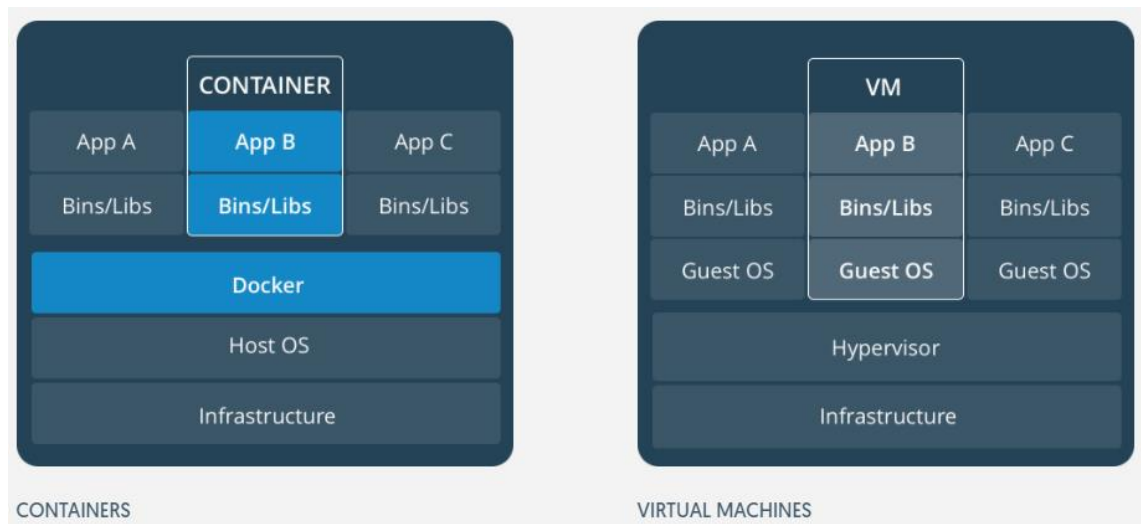 CONTAINER
App A
App B
App C
Bins/Libs
Bins/Libs
Bins/Libs
Docker
Host OS
Infrastructure
CONTAINERS
VM
App A
App B
App C
Bins/Libs
Bins/Libs
Bins/Libs
Guest OS
Guest OS
Guest OS
Hypervisor
Infrastructure
VIRTUAL MACHINES